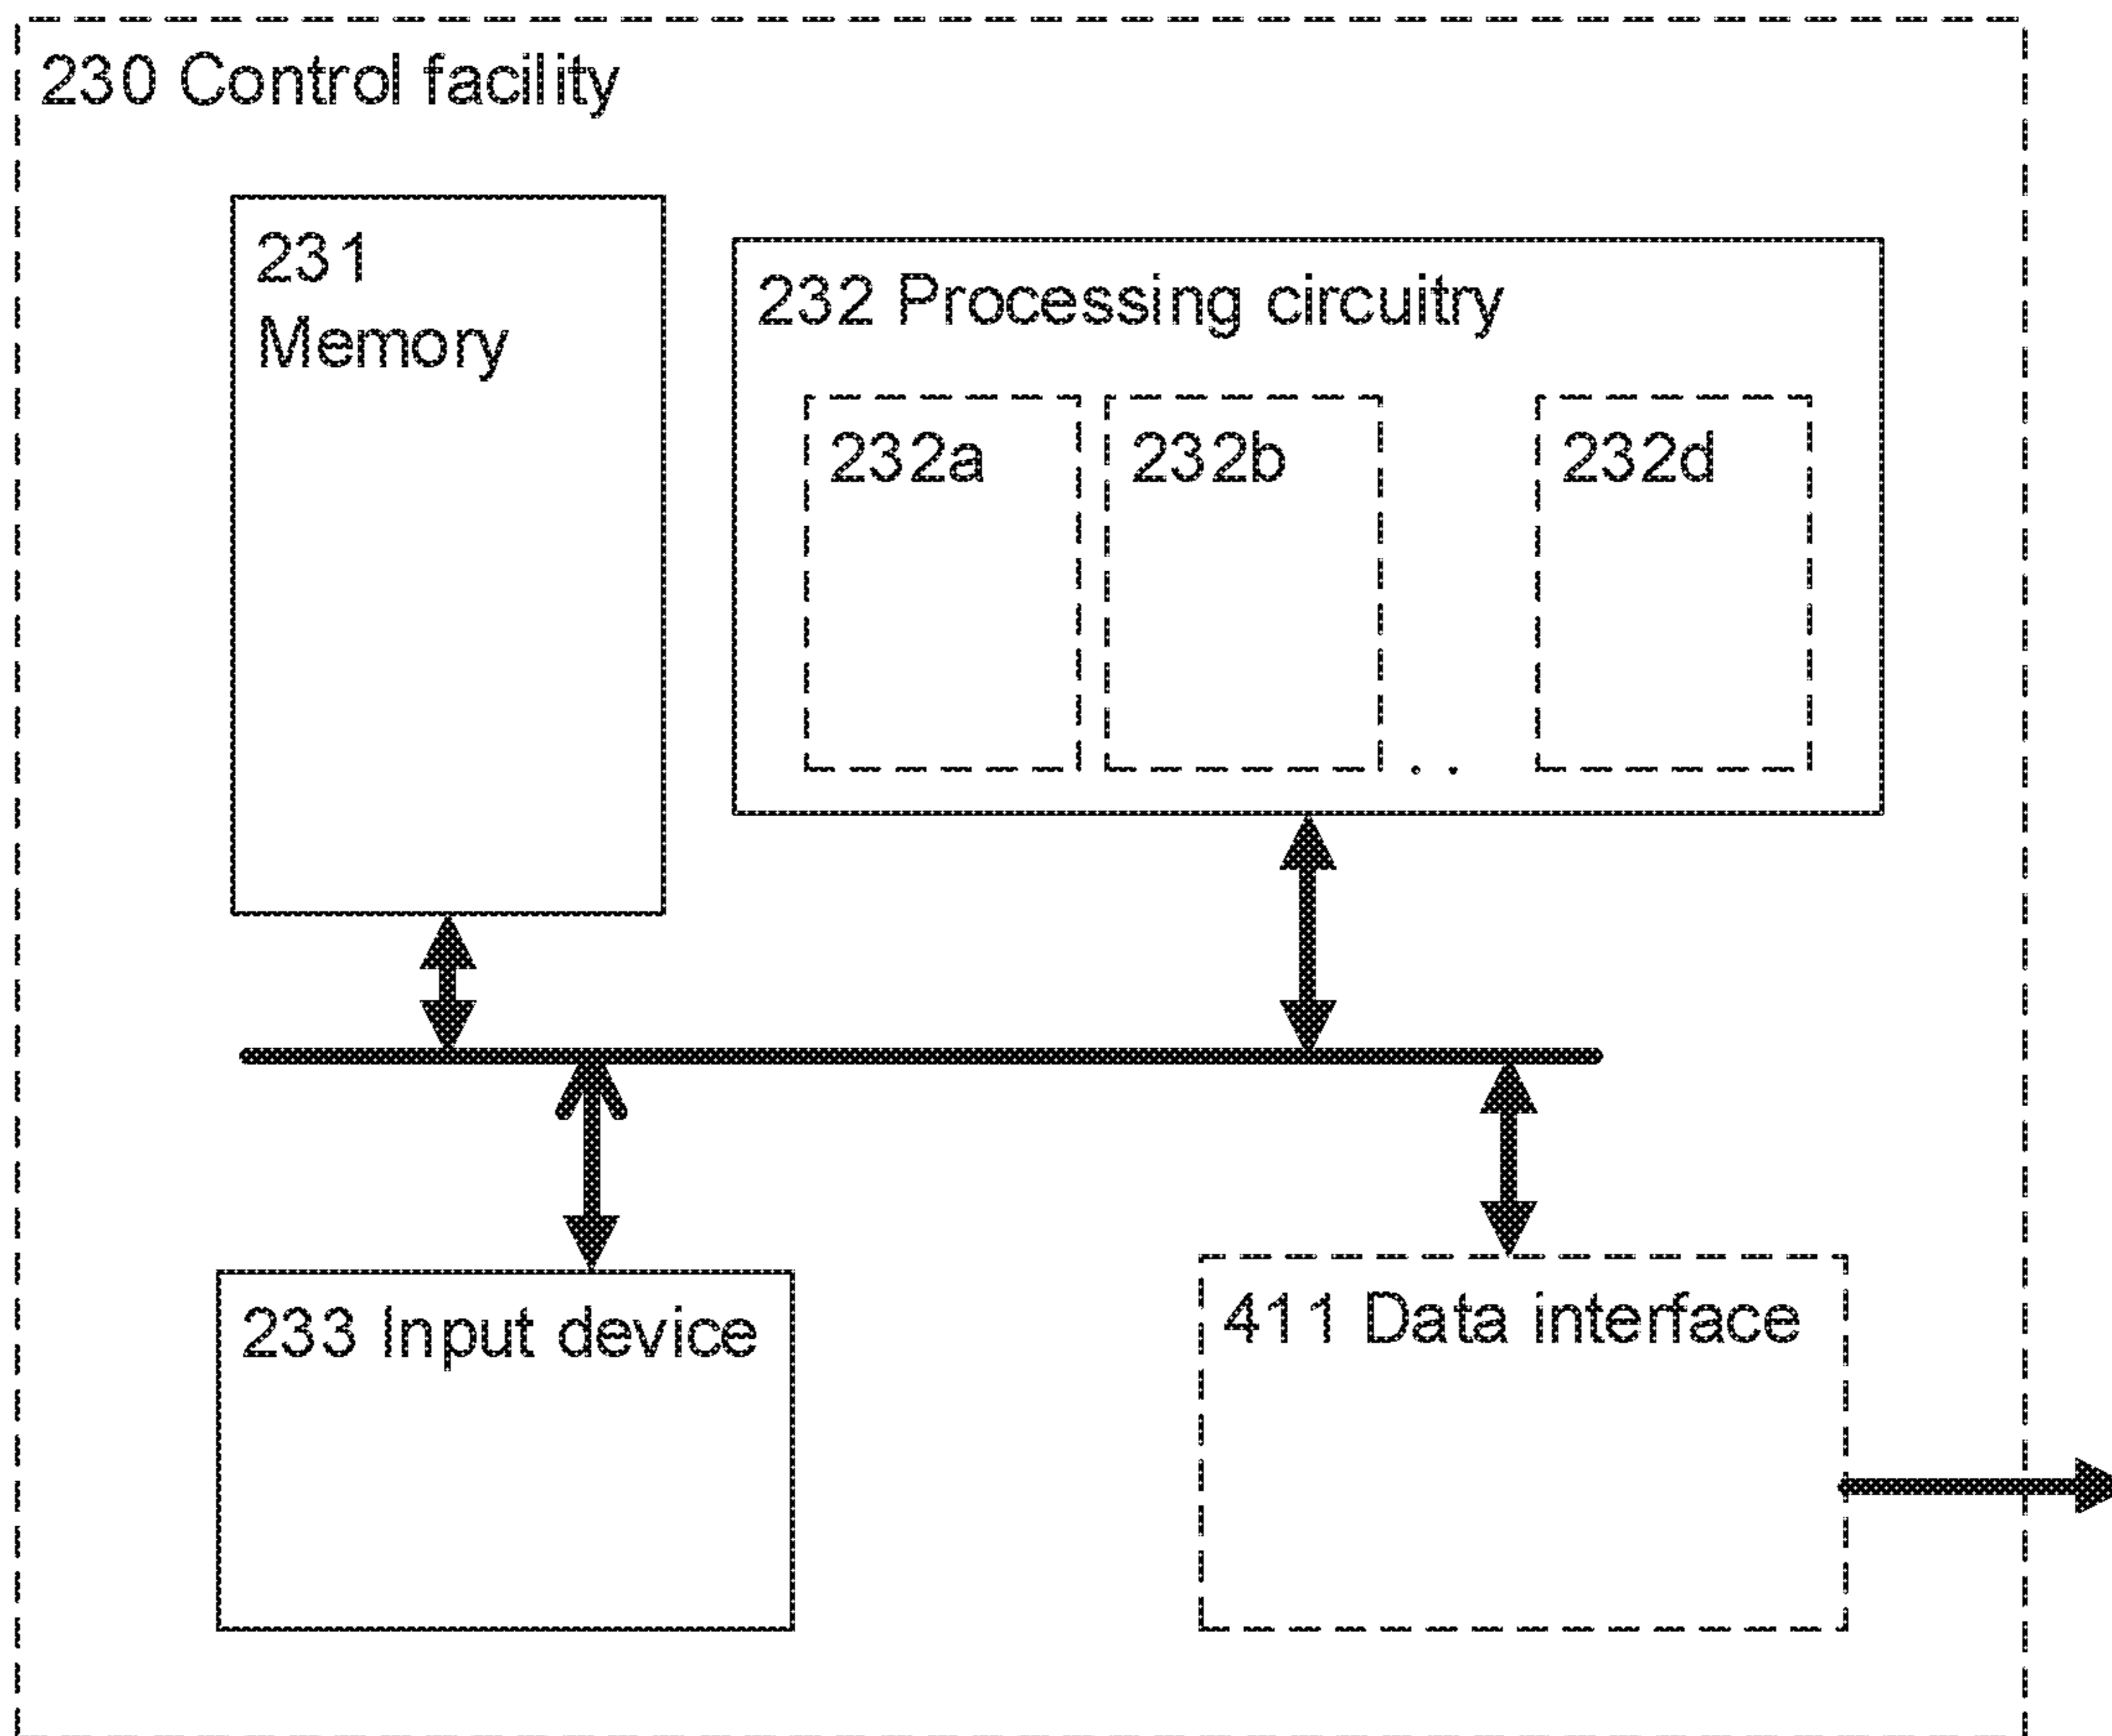 230 Control facility
231
Memory
232 Processing circuitry
232a
232b
. .
232d
233 Input device
411 Data interface